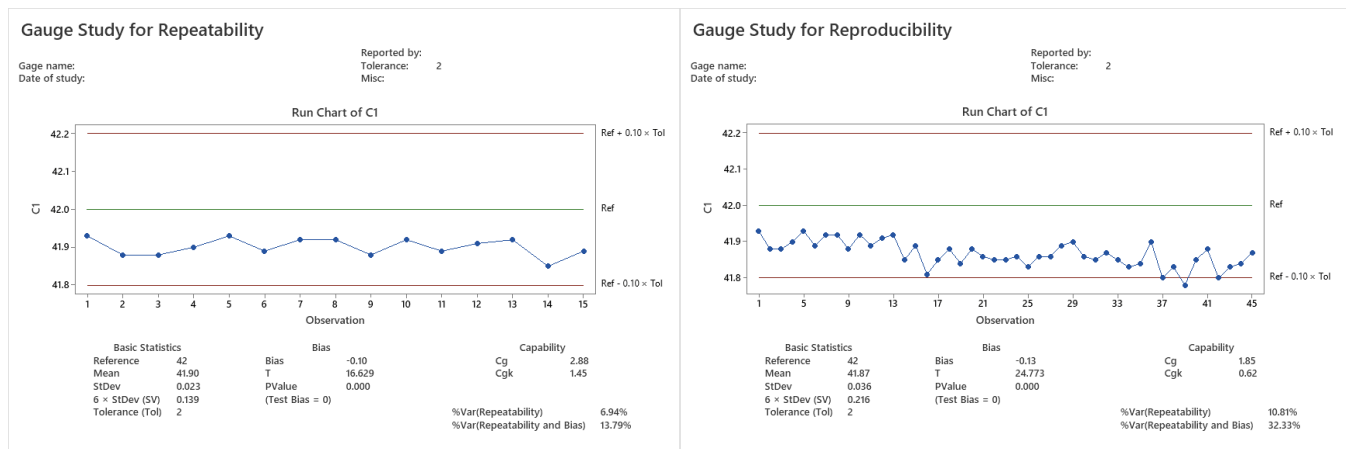 Gauge Study for Repeatability
Reported by:
Gage name:
Tolerance: 2
Date of study:
Misc:
Run Chart of C1
42.2
42.1
42.0
41.9
41.8
C1
Ref + 0.10 × Tol
Ref
Ref - 0.10 × Tol
1 2 3 4 5 6 7 8 9 10 11 12 13 14 15
Observation
Basic Statistics
Reference 42
Mean 41.90
StDev 0.023
6 × StDev (SV) 0.139
Tolerance (Tol) 2
Bias
Bias -0.10
T 16.629
PValue 0.000
(Test Bias = 0)
Capability
Cg 2.88
Cgk 1.45
%Var(Repeatability) 6.94%
%Var(Repeatability and Bias) 13.79%
Gauge Study for Reproducibility
Reported by:
Gage name:
Tolerance: 2
Date of study:
Misc:
Run Chart of C1
42.2
42.1
42.0
41.9
41.8
C1
Ref + 0.10 × Tol
Ref
Ref - 0.10 × Tol
1 5 9 13 17 21 25 29 33 37 41 45
Observation
Basic Statistics
Reference 42
Mean 41.87
StDev 0.036
6 × StDev (SV) 0.216
Tolerance (Tol) 2
Bias
Bias -0.13
T 24.773
PValue 0.000
(Test Bias = 0)
Capability
Cg 1.85
Cgk 0.62
%Var(Repeatability) 10.81%
%Var(Repeatability and Bias) 32.33%